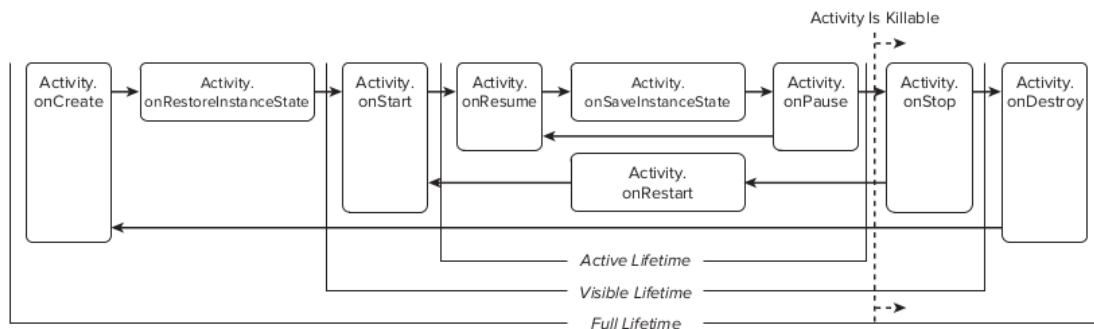 Activity Is Killable
Activity.
onCreate
Activity.
onRestoreInstanceState
Activity.
onStart
Activity.
onResume
Activity.
onSaveInstanceState
Activity.
onPause
Activity.
onStop
Activity.
onDestroy
Activity.
onRestart
Active Lifetime
Visible Lifetime
Full Lifetime